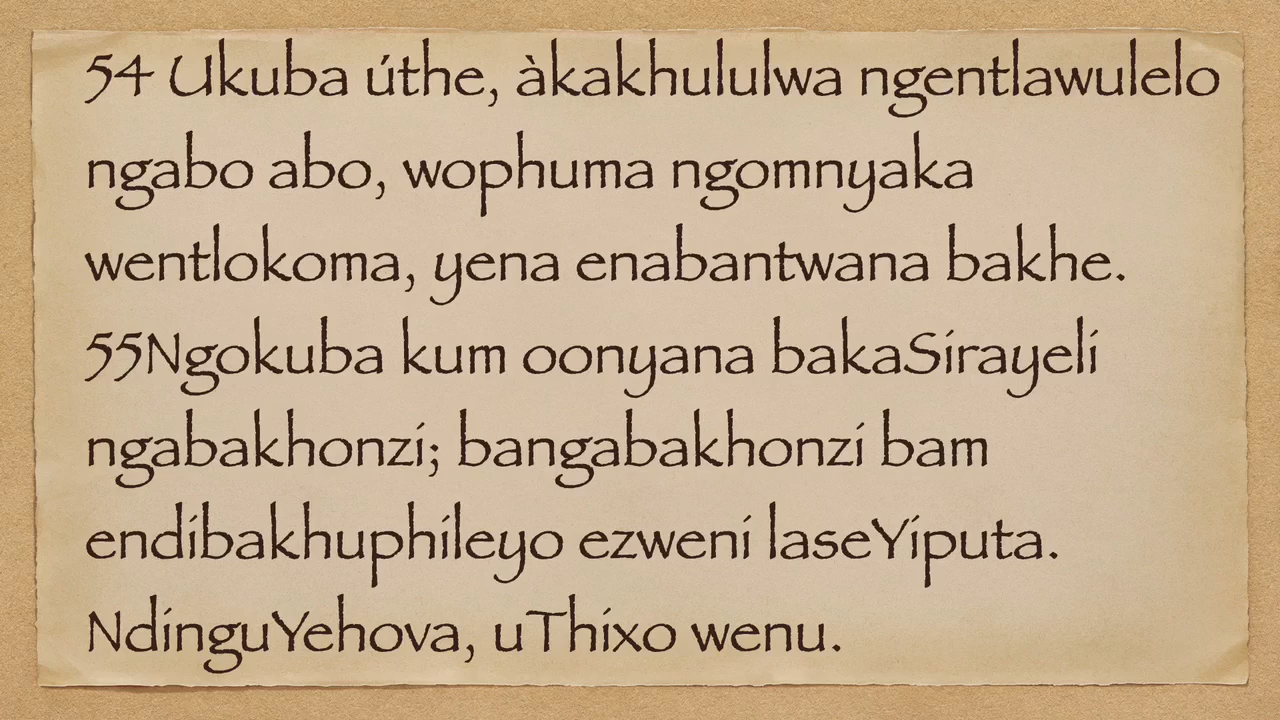 54 Ukuba úthe, àkakhululwa ngentlawulelo
ngabo abo, wophuma ngomnyaka
wentlokoma, yena enabantwana bakhe.
55Ngokuba kum oonyana bakaSirayeli
ngabakhonzi; bangabakhonzi bam
endibakhuphileyo ezweni laseYiputa.
NdinguYehova, uThixo wenu.